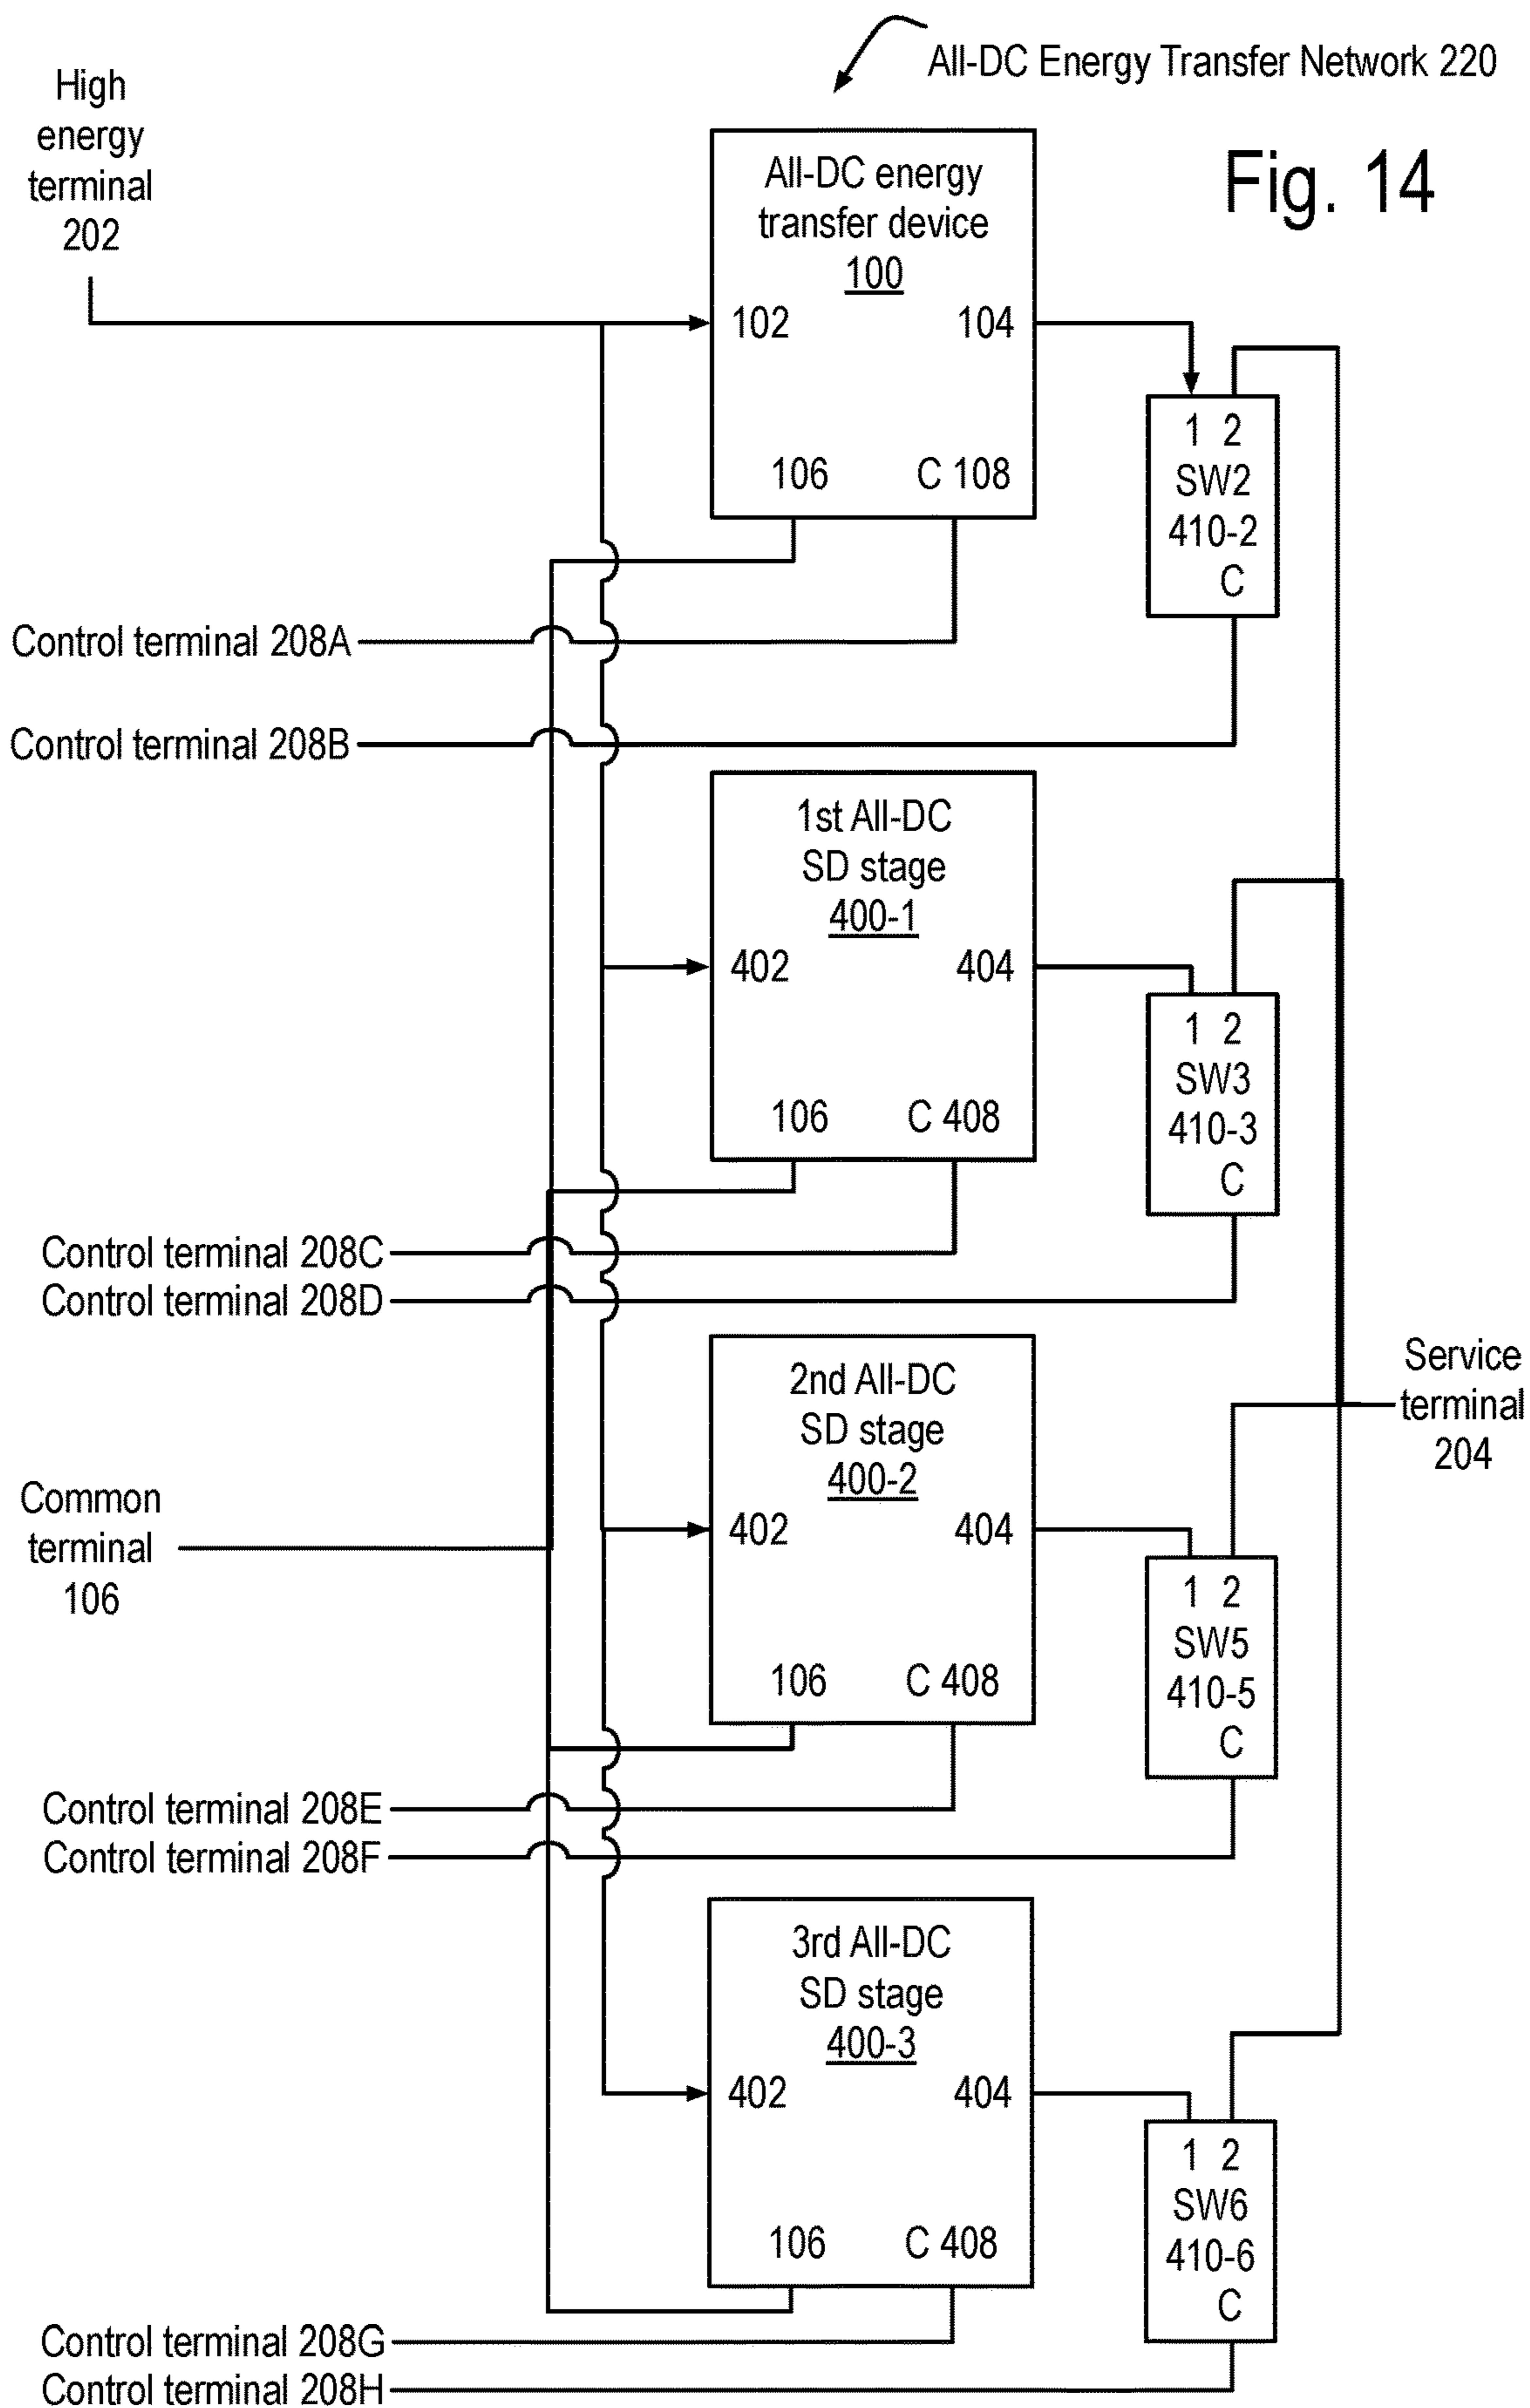 All-DC Energy Transfer Network 220
High
energy
terminal
202
Fig. 14
All-DC energy
transfer device
100
102 104
106 C 108
1 2
SW2
410-2
C
Control terminal 208A
Control terminal 208B
1st All-DC
SD stage
400-1
402 404
106 C 408
1 2
SW3
410-3
C
Control terminal 208C
Control terminal 208D
2nd All-DC
SD stage
400-2
402 404
106 C 408
Service
terminal
204
Common
terminal
106
1 2
SW5
410-5
C
Control terminal 208E
Control terminal 208F
3rd All-DC
SD stage
400-3
402 404
106 C 408
1 2
SW6
410-6
C
Control terminal 208G
Control terminal 208H